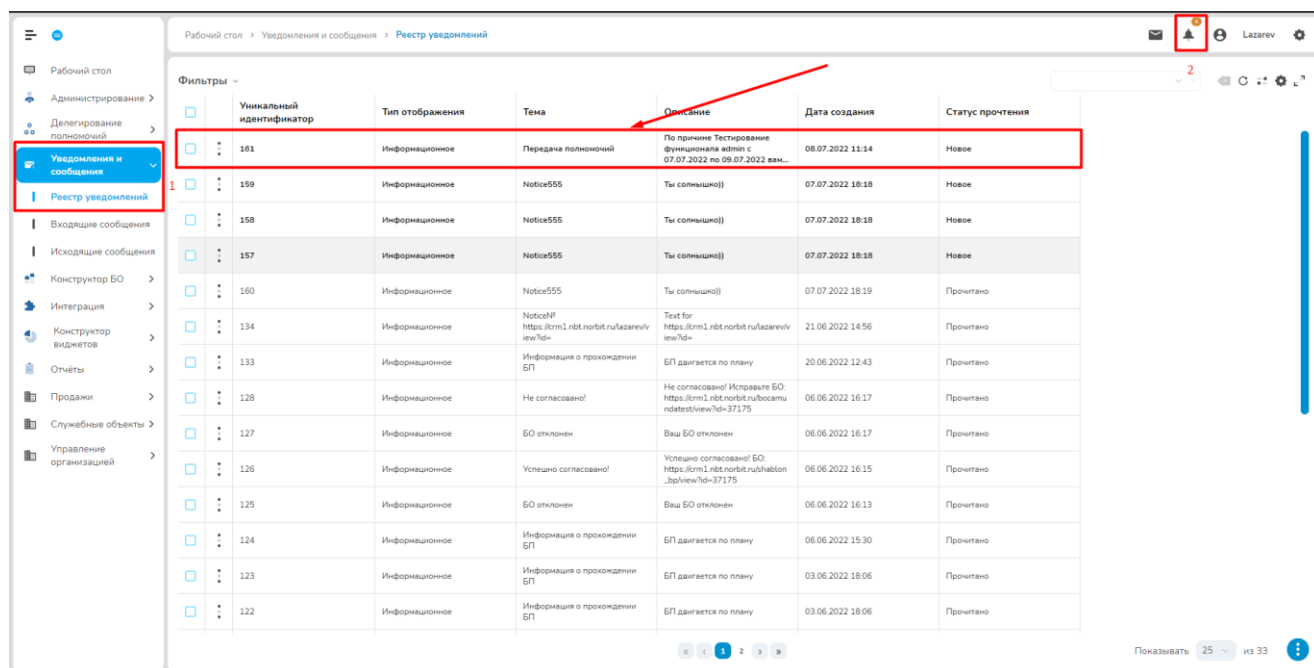 4
Рабочий стол > Уведомления и сообщения > Реестр уведомлений
Lazarev
2
Рабочий стол
Администрирование
Делегирование
полномочий
Уведомления и
сообщения
1
Реестр уведомлений
Входящие сообщения
Исходящие сообщения
Конструктор БО
Интеграция
Конструктор
виджетов
Отчёты
Продажи
Служебные объекты
Управление
организацией
Фильтры
Уникальный
идентификатор
Тип отображения
Тема
Описание
Дата создания
Статус прочтения
161
Информационное
Передача полномочий
По причине Тестирование
функционала admin с
07.07.2022 по 09.07.2022 вам...
08.07.2022 11:14
Новое
159
Информационное
Notice555
Ты солнышко))
07.07.2022 18:18
Новое
158
Информационное
Notice555
Ты солнышко))
07.07.2022 18:18
Новое
157
Информационное
Notice555
Ты солнышко))
07.07.2022 18:18
Новое
160
Информационное
Notice555
Ты солнышко))
07.07.2022 18:19
Прочитано
134
Информационное
Notice№
https://crm1.nbt.norbit.ru/lazarev/v
iew?id=
Text for
https://crm1.nbt.norbit.ru/lazarev/v
iew?id=
21.06.2022 14:56
Прочитано
133
Информационное
Информация о прохождении
БП
БП двигается по плану
20.06.2022 12:43
Прочитано
128
Информационное
Не согласовано!
Не согласовано! Исправьте БО:
https://crm1.nbt.norbit.ru/bocamu
ndatest/view?id=37175
06.06.2022 16:17
Прочитано
127
Информационное
БО отклонен
Ваш БО отклонен
06.06.2022 16:17
Прочитано
126
Информационное
Успешно согласовано!
Успешно согласовано! БО:
https://crm1.nbt.norbit.ru/shablon
_bp/view?id=37175
06.06.2022 16:15
Прочитано
125
Информационное
БО отклонен
Ваш БО отклонен
06.06.2022 16:13
Прочитано
124
Информационное
Информация о прохождении
БП
БП двигается по плану
06.06.2022 15:30
Прочитано
123
Информационное
Информация о прохождении
БП
БП двигается по плану
03.06.2022 18:06
Прочитано
122
Информационное
Информация о прохождении
БП
БП двигается по плану
03.06.2022 18:06
Прочитано
« ‹ 1 2 › »
Показывать 25 из 33